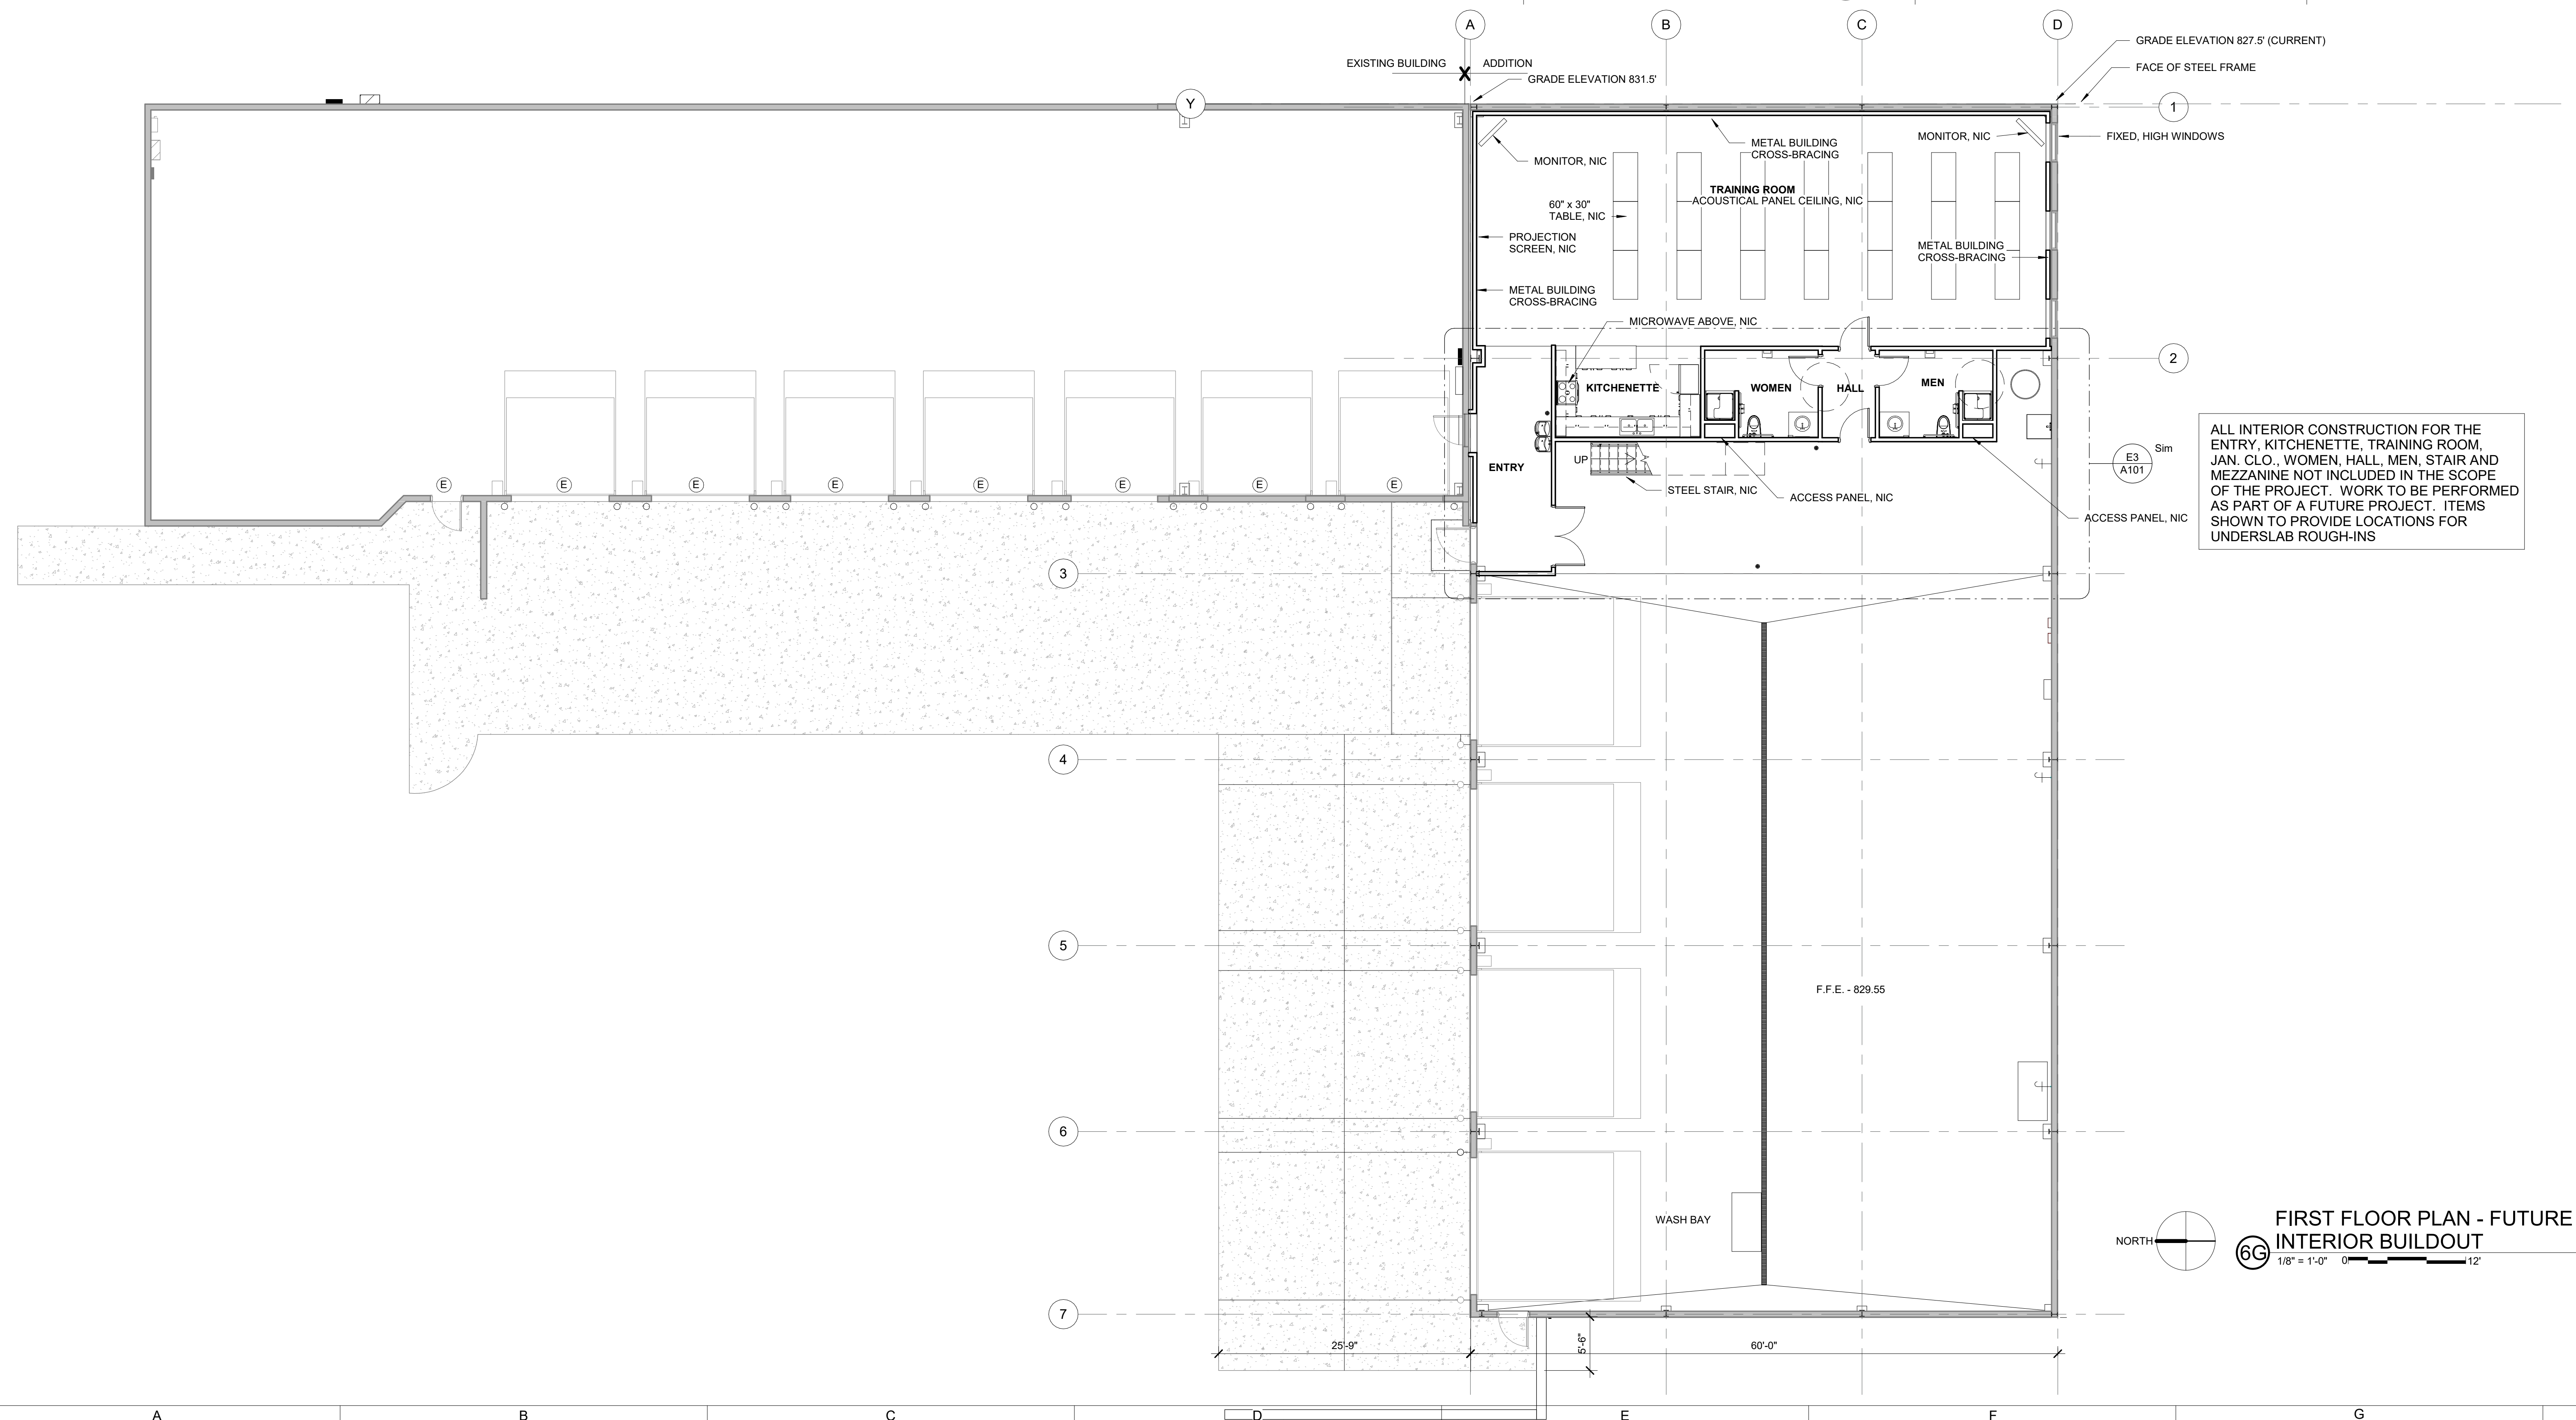 A
B
C
D
GRADE ELEVATION 827.5' (CURRENT)
FACE OF STEEL FRAME
EXISTING BUILDING
ADDITION
GRADE ELEVATION 831.5'
Y
1
MONITOR, NIC
METAL BUILDING
CROSS-BRACING
MONITOR, NIC
FIXED, HIGH WINDOWS
TRAINING ROOM
ACOUSTICAL PANEL CEILING, NIC
60" x 30"
TABLE, NIC
PROJECTION
SCREEN, NIC
METAL BUILDING
CROSS-BRACING
METAL BUILDING
CROSS-BRACING
MICROWAVE ABOVE, NIC
2
KITCHENETTE
WOMEN
HALL
MEN
ENTRY
UP
STEEL STAIR, NIC
ACCESS PANEL, NIC
ACCESS PANEL, NIC
E3
A101
Sim
ALL INTERIOR CONSTRUCTION FOR THE
ENTRY, KITCHENETTE, TRAINING ROOM,
JAN. CLO., WOMEN, HALL, MEN, STAIR AND
MEZZANINE NOT INCLUDED IN THE SCOPE
OF THE PROJECT. WORK TO BE PERFORMED
AS PART OF A FUTURE PROJECT. ITEMS
SHOWN TO PROVIDE LOCATIONS FOR
UNDERSLAB ROUGH-INS
E
E
E
E
E
E
E
E
3
4
5
6
7
F.F.E. - 829.55
WASH BAY
25'-9"
5'-6"
60'-0"
NORTH
6G
FIRST FLOOR PLAN - FUTURE
INTERIOR BUILDOUT
1/8" = 1'-0"
0
12'
A
B
C
D
E
F
G